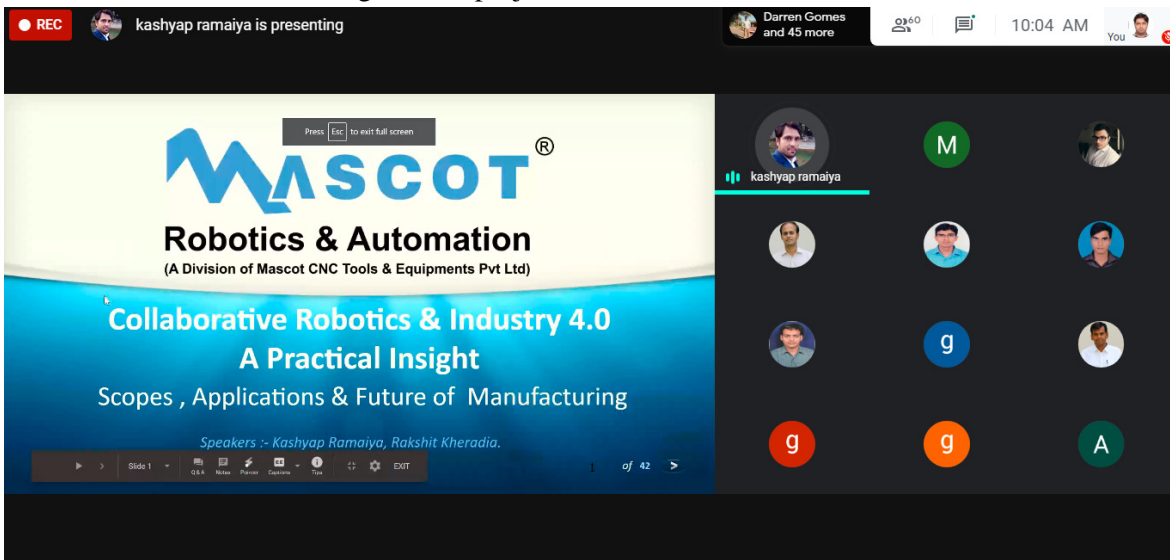 REC
kashyap ramaiya is presenting
Darren Gomes
and 45 more
60
10:04 AM
You
Press Esc to exit full screen
MASCOT®
Robotics & Automation
(A Division of Mascot CNC Tools & Equipments Pvt Ltd)
Collaborative Robotics & Industry 4.0
A Practical Insight
Scopes , Applications & Future of Manufacturing
Speakers :- Kashyap Ramaiya, Rakshit Kheradia.
Slide 1
Q&A Notes Pointer Captions Tips
EXIT
1 of 42
kashyap ramaiya
M
g
g
g
A